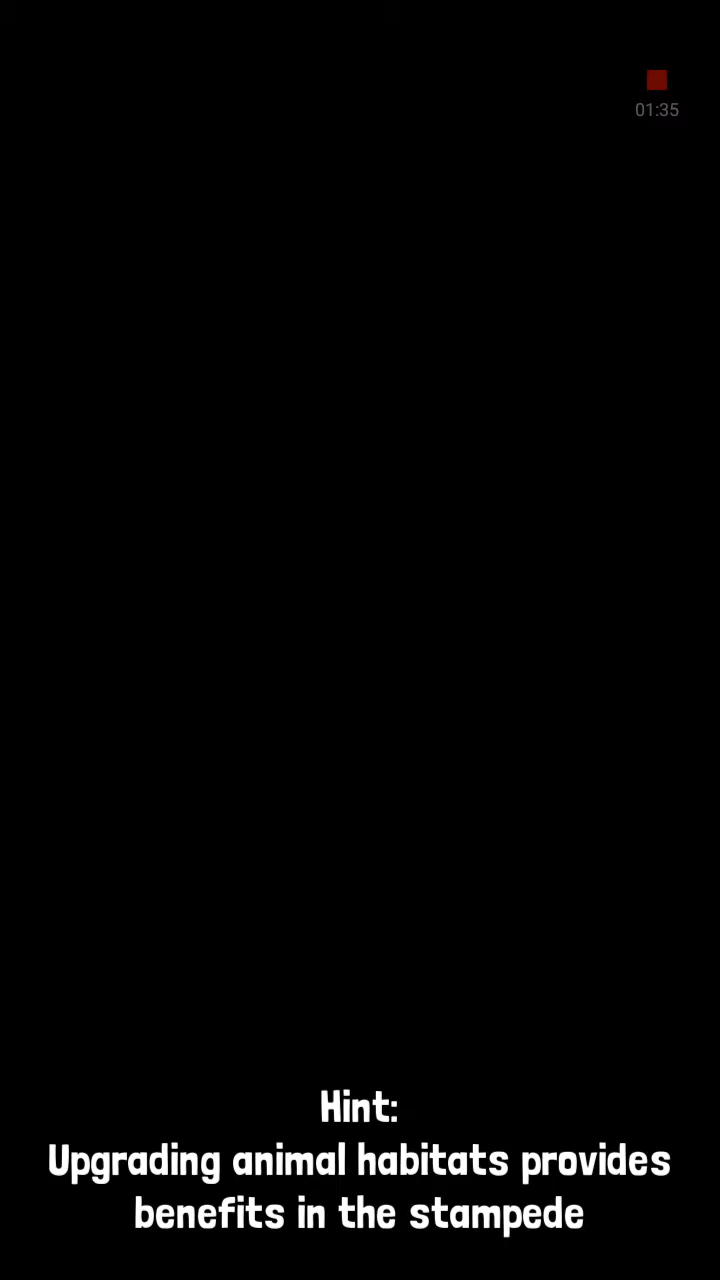 01:35
Hint:
Upgrading animal habitats provides
benefits in the stampede